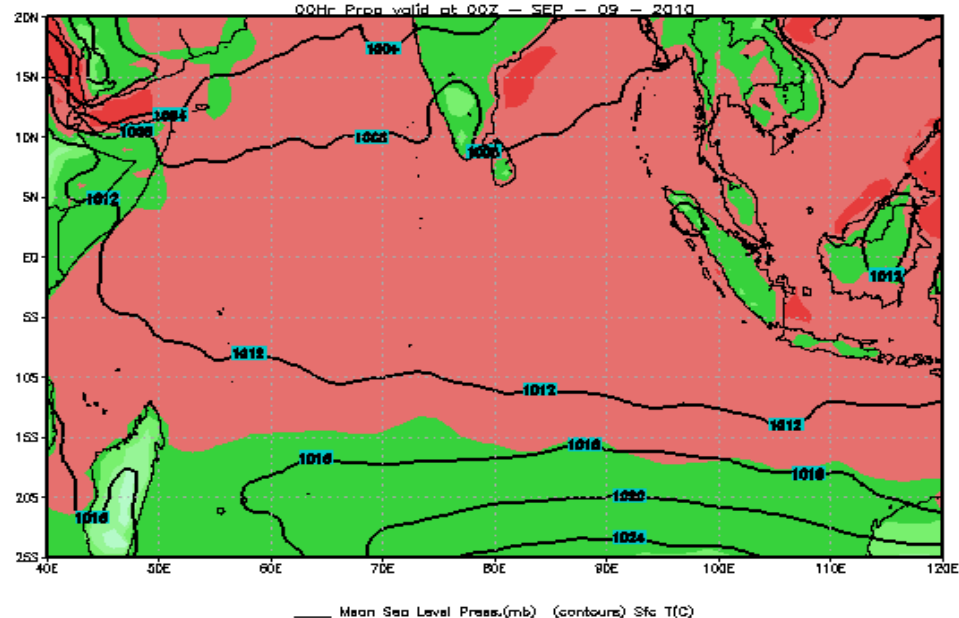 00Hr Prog valid at 00Z – SEP – 09 – 2010
20N
1004
15N
1004
1008
10N 1008
1008
5N 1012
EQ
1012
5S
1012
10S
1012
1012
15S 1016
1016
1016
20S 1020
1016
1024
25S
40E 50E 60E 70E 80E 90E 100E 110E 120E
Mean Sea Level Press.(mb) (contours) Sfc T(C)